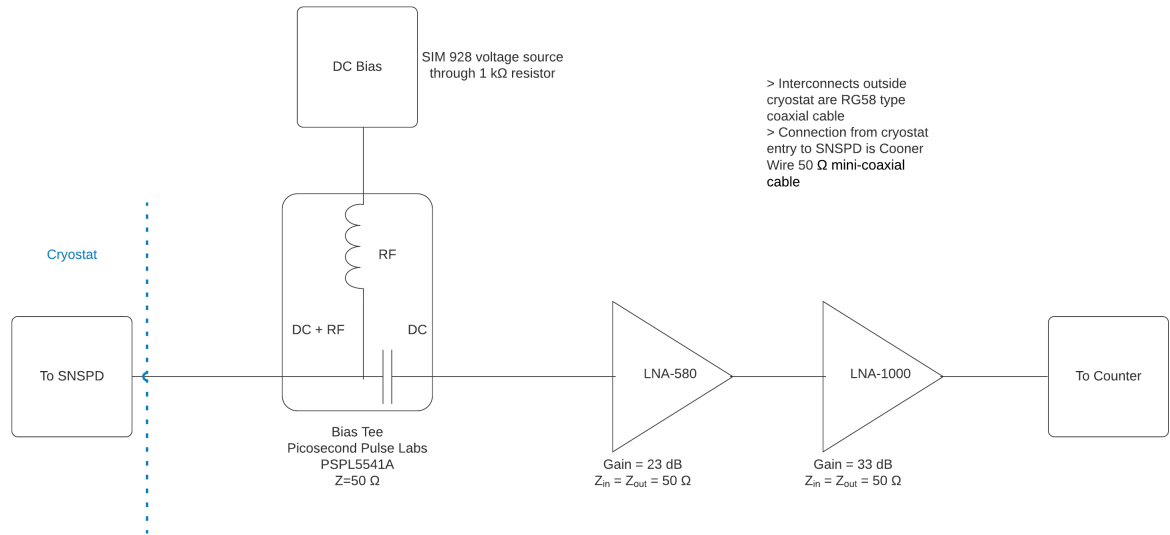 DC Bias
SIM 928 voltage source
through 1 kΩ resistor
> Interconnects outside
cryostat are RG58 type
coaxial cable
> Connection from cryostat
entry to SNSPD is Cooner
Wire 50 Ω mini-coaxial
cable
Cryostat
RF
DC + RF
DC
To SNSPD
LNA-580
LNA-1000
To Counter
Bias Tee
Picosecond Pulse Labs
PSPL5541A
Z=50 Ω
Gain = 23 dB
Zin = Zout = 50 Ω
Gain = 33 dB
Zin = Zout = 50 Ω